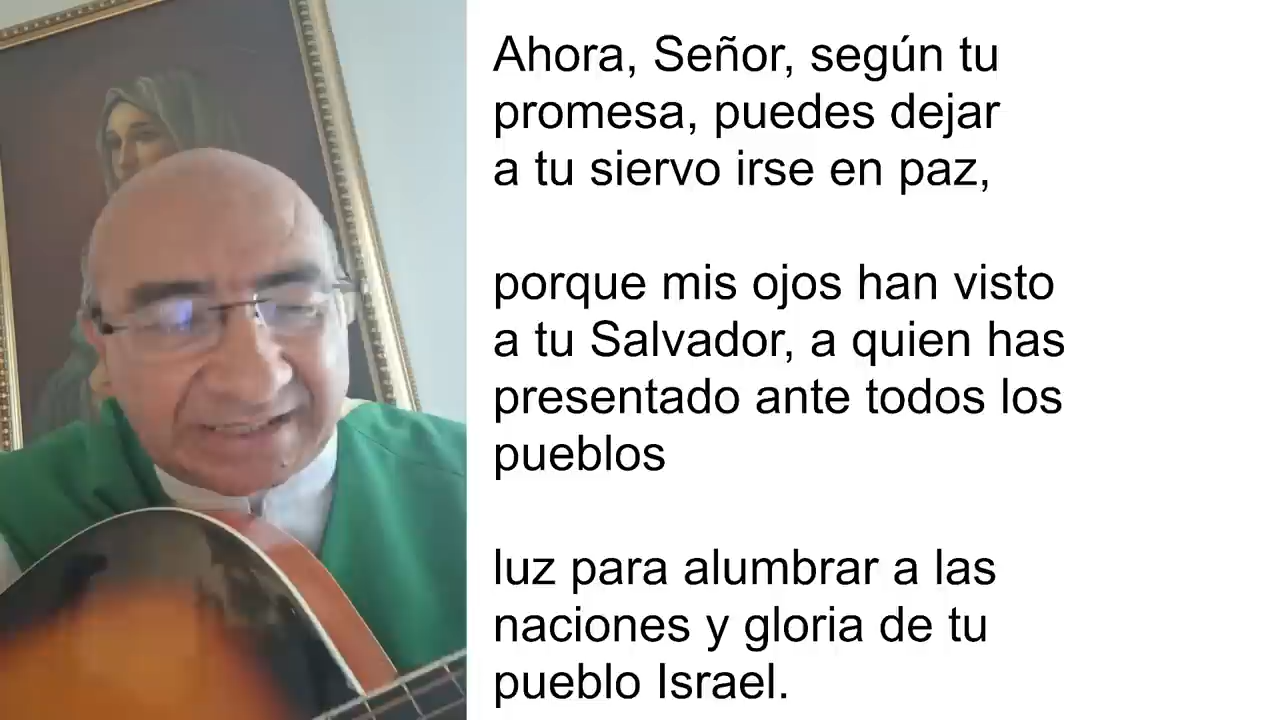 Ahora, Señor, según tu
promesa, puedes dejar
a tu siervo irse en paz,
porque mis ojos han visto
a tu Salvador, a quien has
presentado ante todos los
pueblos
luz para alumbrar a las
naciones y gloria de tu
pueblo Israel.